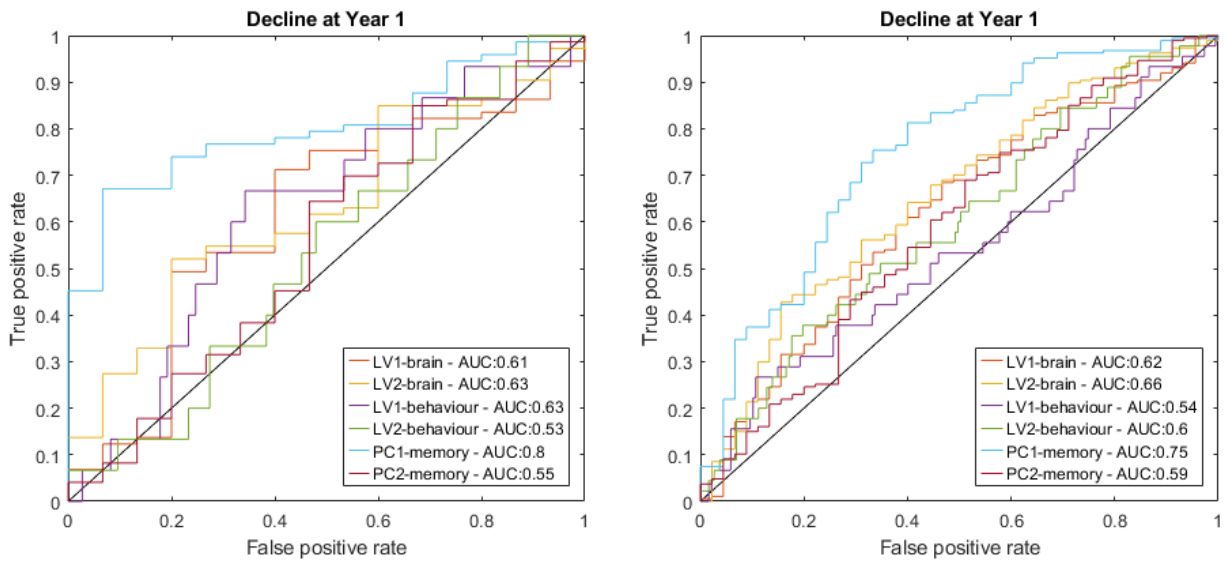 Decline at Year 1
1
0.9
0.8
0.7
0.6
0.5
0.4
0.3
0.2
0.1
0
True positive rate
LV1-brain - AUC:0.61
LV2-brain - AUC:0.63
LV1-behaviour - AUC:0.63
LV2-behaviour - AUC:0.53
PC1-memory - AUC:0.8
PC2-memory - AUC:0.55
0 0.2 0.4 0.6 0.8 1
False positive rate
Decline at Year 1
1
0.9
0.8
0.7
0.6
0.5
0.4
0.3
0.2
0.1
0
True positive rate
LV1-brain - AUC:0.62
LV2-brain - AUC:0.66
LV1-behaviour - AUC:0.54
LV2-behaviour - AUC:0.6
PC1-memory - AUC:0.75
PC2-memory - AUC:0.59
0 0.2 0.4 0.6 0.8 1
False positive rate